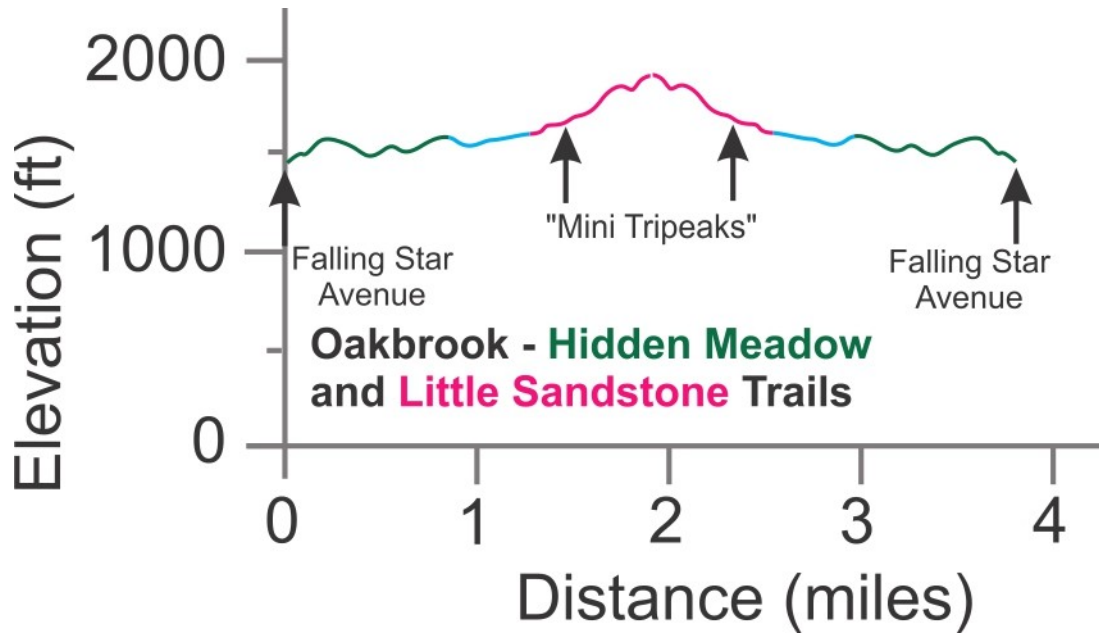 2000
1000
0
Elevation (ft)
"Mini Tripeaks"
Falling Star
Avenue
Falling Star
Avenue
Oakbrook - Hidden Meadow
and Little Sandstone Trails
0 1 2 3 4
Distance (miles)